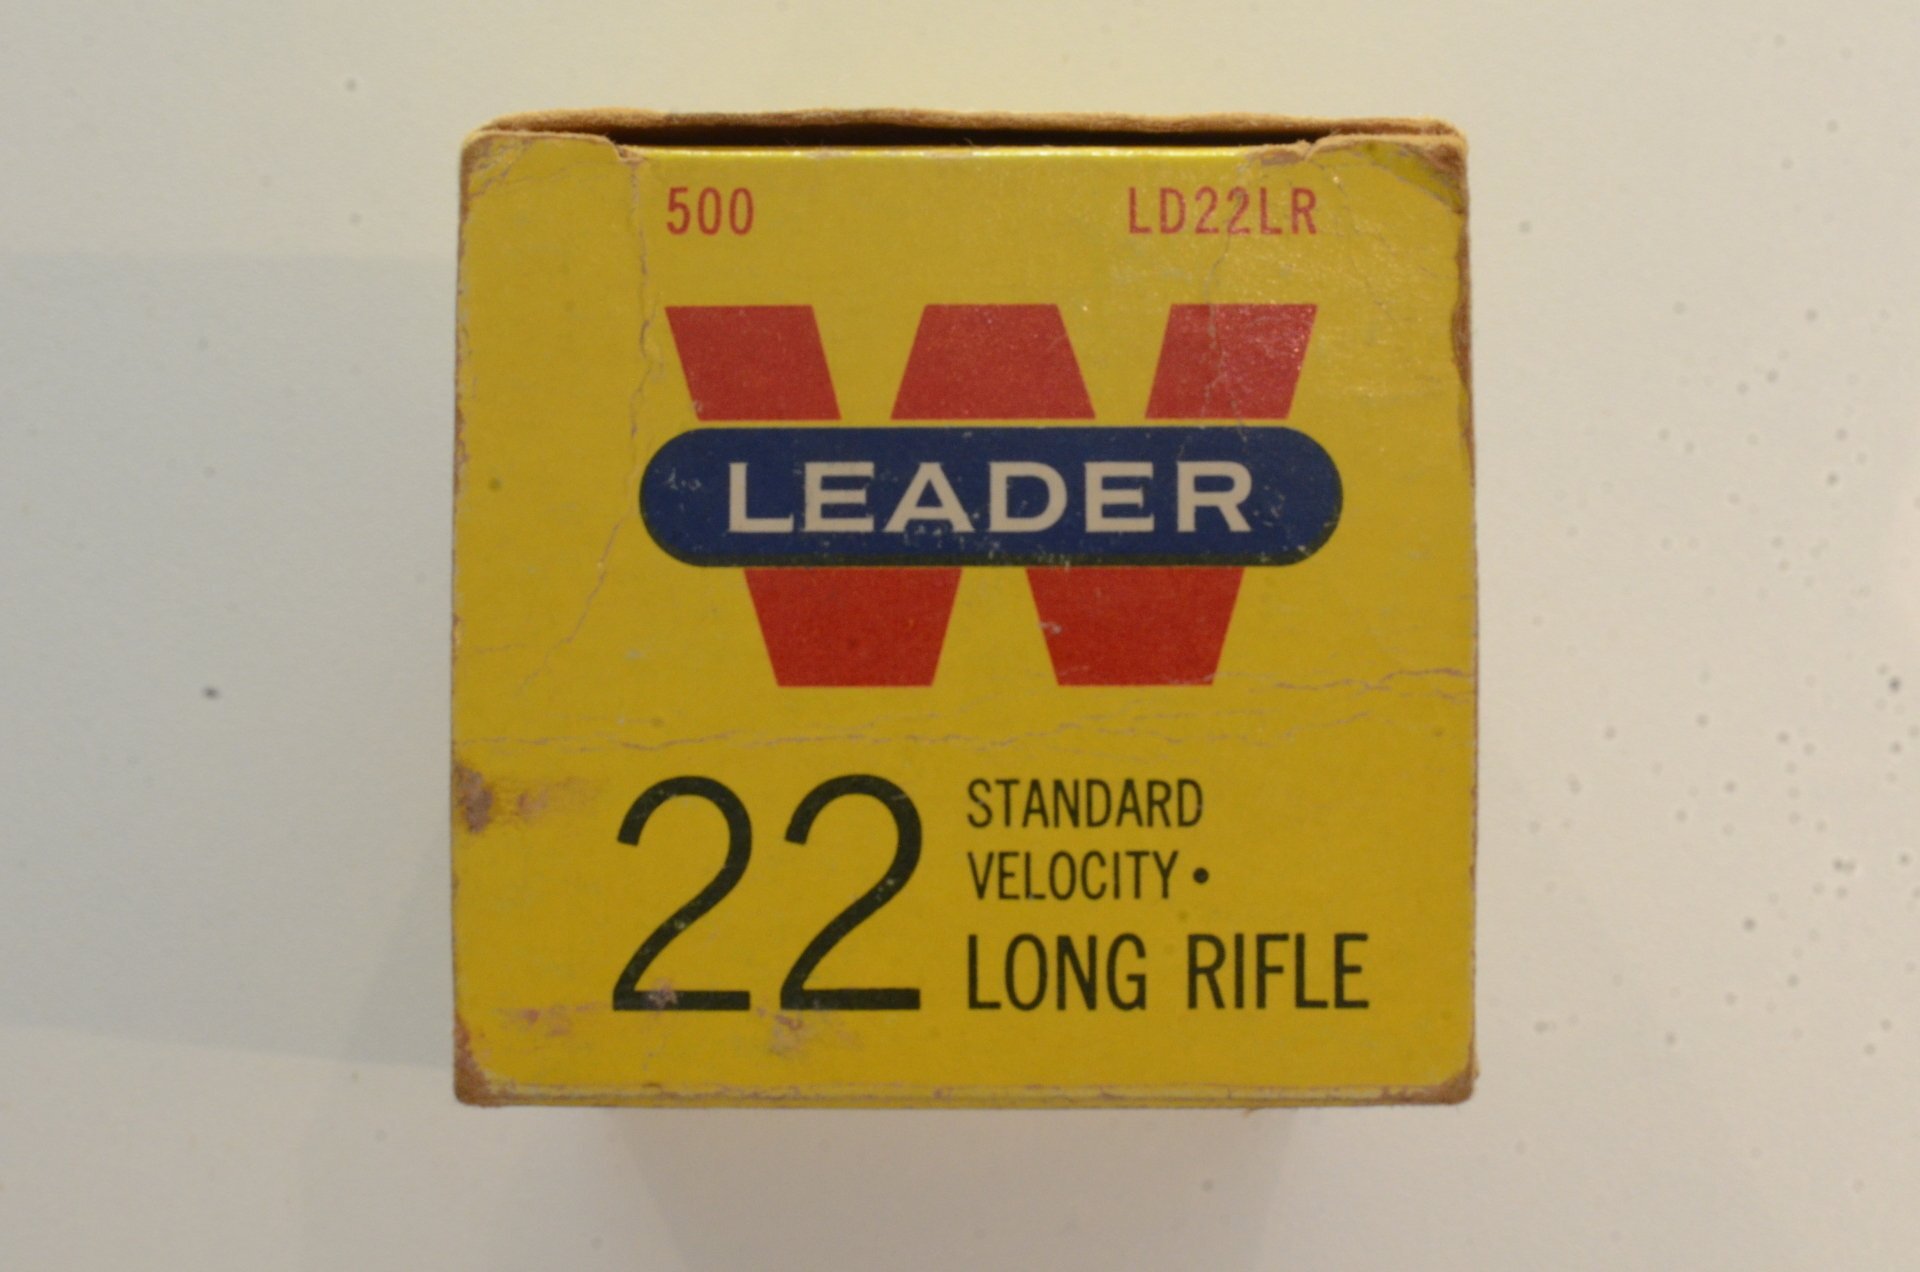 500 LD22LR
W
LEADER
22 STANDARD
VELOCITY •
LONG RIFLE